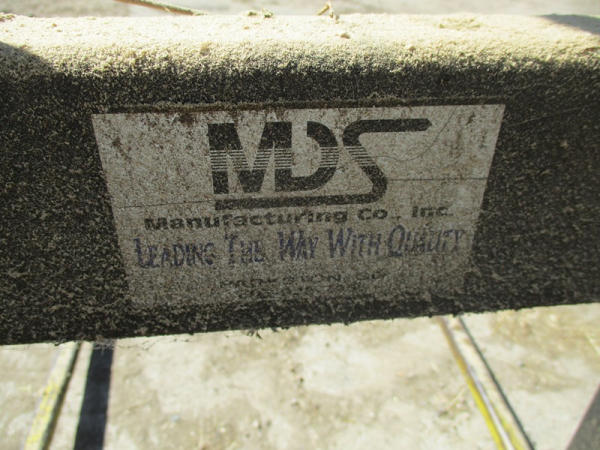 MDS
Manufacturing Co., Inc.
LEADING THE WAY WITH QUALITY